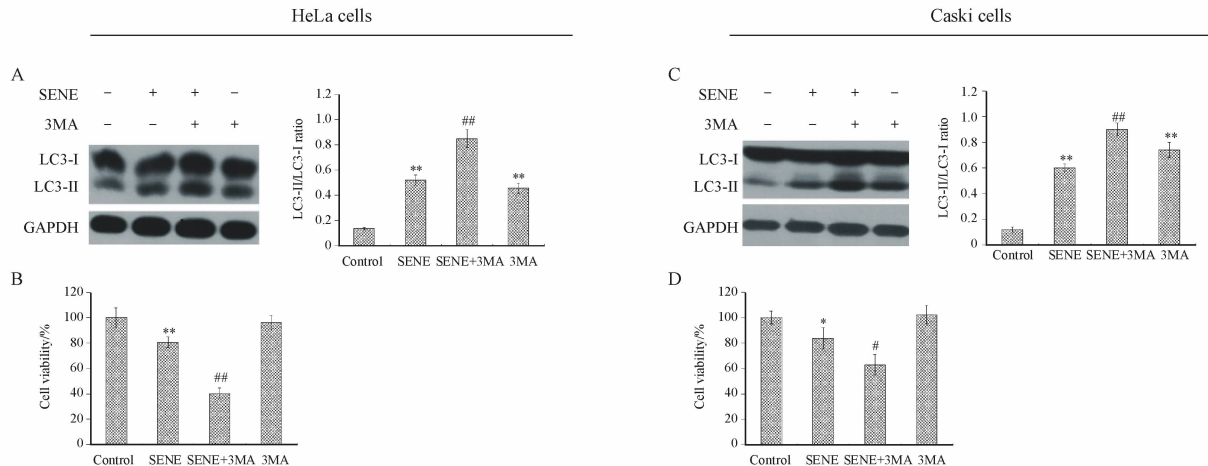 HeLa cells
Caski cells
A
SENE – + + –
3MA – – + +
LC3-I
LC3-II
GAPDH
LC3-II/LC3-I ratio
1.2
1.0
0.8
0.6
0.4
0.2
0
** ## **
Control SENE SENE+3MA 3MA
C
SENE – + + –
3MA – – + +
LC3-I
LC3-II
GAPDH
LC3-II/LC3-I ratio
1.2
1.0
0.8
0.6
0.4
0.2
0
** ## **
Control SENE SENE+3MA 3MA
B
Cell viability/%
120
100
80
60
40
20
0
** ##
Control SENE SENE+3MA 3MA
D
Cell viability/%
120
100
80
60
40
20
0
* #
Control SENE SENE+3MA 3MA